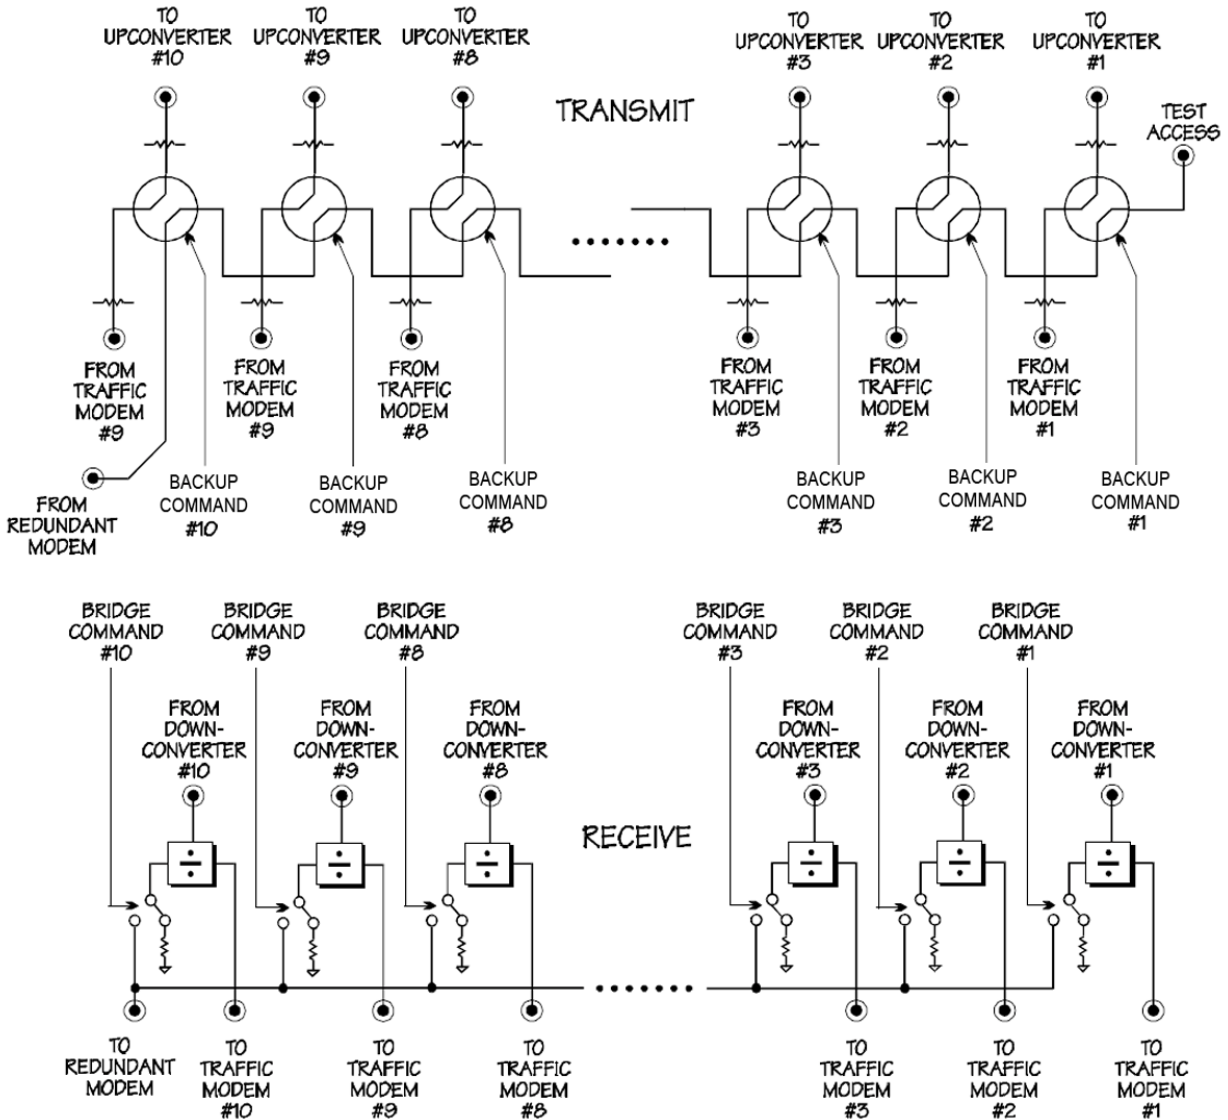 TO
UPCONVERTER
#10
TO
UPCONVERTER
#9
TO
UPCONVERTER
#8
TRANSMIT
TO
UPCONVERTER
#3
TO
UPCONVERTER
#2
TO
UPCONVERTER
#1
TEST
ACCESS
FROM
TRAFFIC
MODEM
#9
FROM
TRAFFIC
MODEM
#9
FROM
TRAFFIC
MODEM
#8
FROM
TRAFFIC
MODEM
#3
FROM
TRAFFIC
MODEM
#2
FROM
TRAFFIC
MODEM
#1
FROM
REDUNDANT
MODEM
BACKUP
COMMAND
#10
BACKUP
COMMAND
#9
BACKUP
COMMAND
#8
BACKUP
COMMAND
#3
BACKUP
COMMAND
#2
BACKUP
COMMAND
#1
BRIDGE
COMMAND
#10
BRIDGE
COMMAND
#9
BRIDGE
COMMAND
#8
BRIDGE
COMMAND
#3
BRIDGE
COMMAND
#2
BRIDGE
COMMAND
#1
FROM
DOWN-
CONVERTER
#10
FROM
DOWN-
CONVERTER
#9
FROM
DOWN-
CONVERTER
#8
RECEIVE
FROM
DOWN-
CONVERTER
#3
FROM
DOWN-
CONVERTER
#2
FROM
DOWN-
CONVERTER
#1
÷
÷
÷
÷
÷
÷
TO
REDUNDANT
MODEM
TO
TRAFFIC
MODEM
#10
TO
TRAFFIC
MODEM
#9
TO
TRAFFIC
MODEM
#8
TO
TRAFFIC
MODEM
#3
TO
TRAFFIC
MODEM
#2
TO
TRAFFIC
MODEM
#1